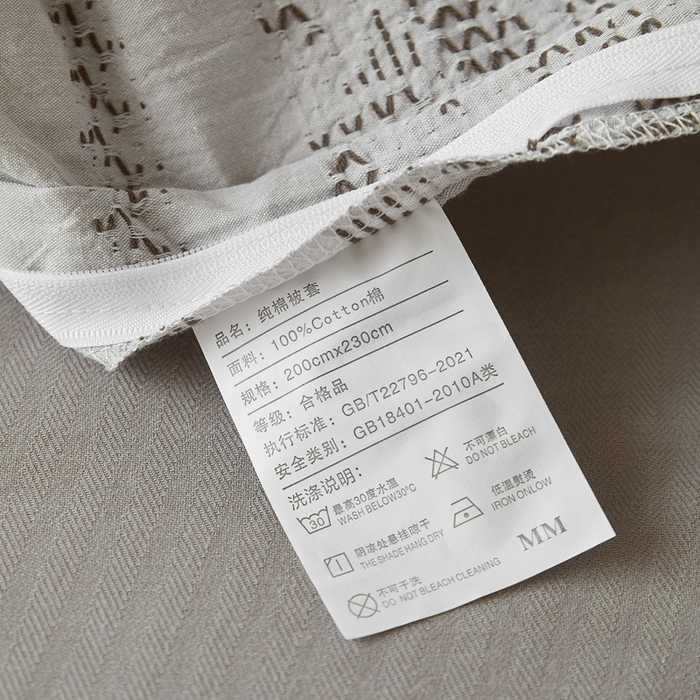 品名：纯棉被套
面料：100%Cotton棉
规格：200cmx230cm
等级：合格品
执行标准：GB/T22796-2021
安全类别：GB18401-2010A类
洗涤说明：
30
最高30度水温
WASH BELOW30℃
不可漂白
DO NOT BLEACH
阴凉处悬挂晾干
THE SHADE HANG DRY
低温熨烫
IRON ONLOW
不可干洗
DO NOT BLEACH CLEANING
MM